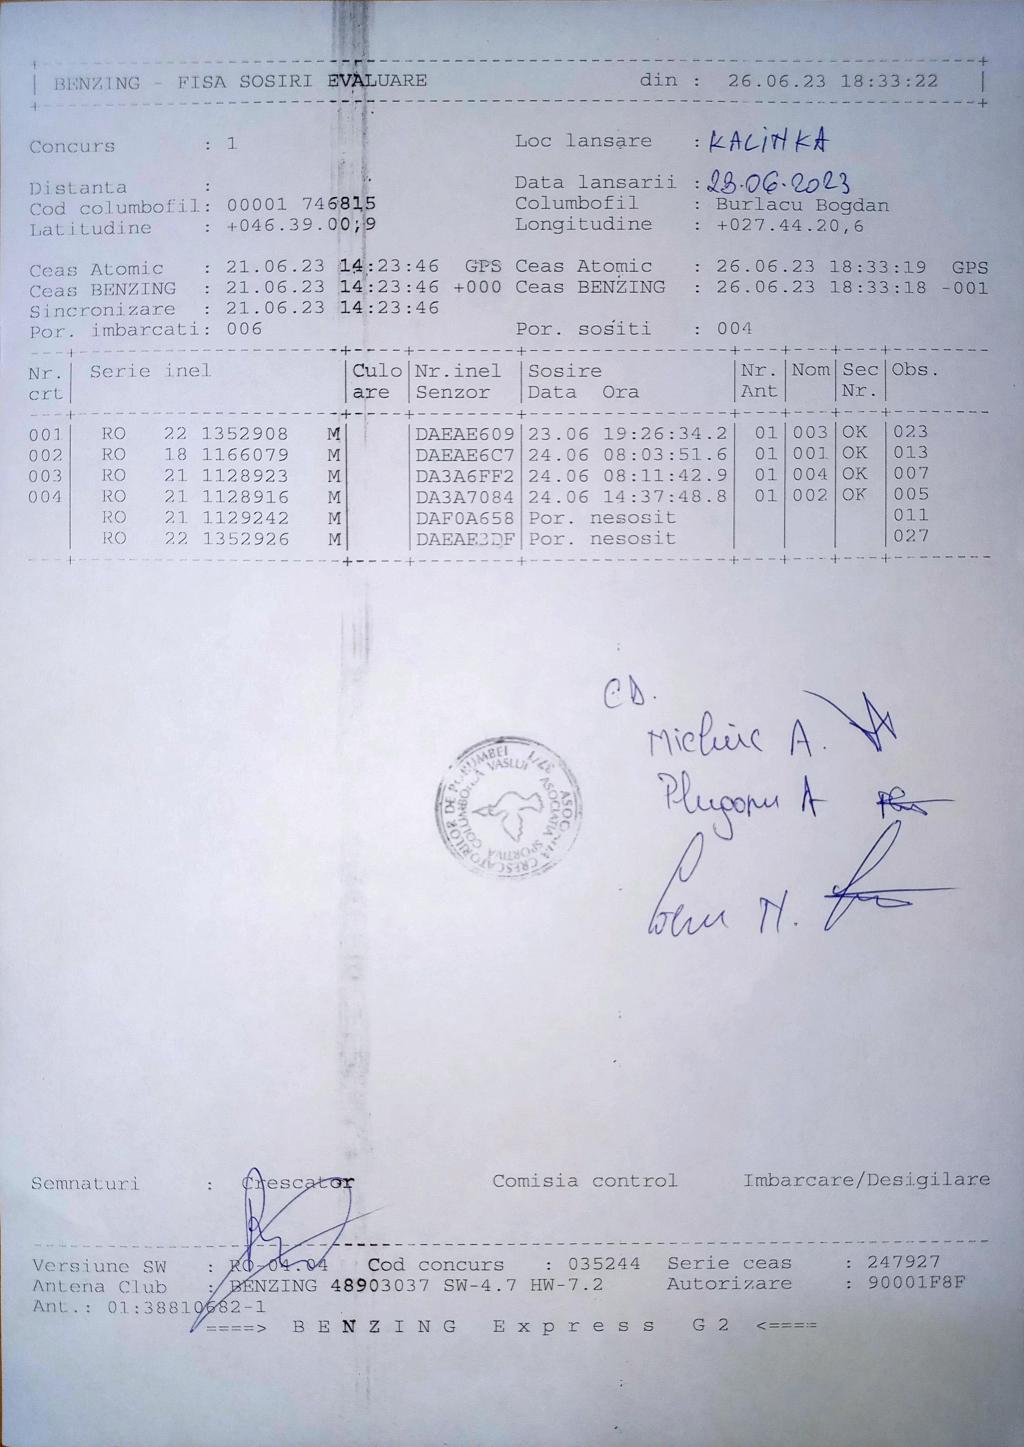 BENZING - FISA SOSIRI EVALUARE din : 26.06.23 18:33:22
Concurs : 1 Loc lansare : KALINKA
Distanta : Data lansarii : 23.06.2023
Cod columbofil: 00001 746815 Columbofil : Burlacu Bogdan
Latitudine : +046.39.00,9 Longitudine : +027.44.20,6
Ceas Atomic : 21.06.23 14:23:46 GPS Ceas Atomic : 26.06.23 18:33:19 GPS
Ceas BENZING : 21.06.23 14:23:46 +000 Ceas BENZING : 26.06.23 18:33:18 -001
Sincronizare : 21.06.23 14:23:46
Por. imbarcati: 006 Por. sositi : 004
Nr. Serie inel Culo Nr.inel Sosire Nr. Nom Sec Obs.
crt are Senzor Data Ora Ant Nr.
001 RO 22 1352908 M DAEAE609 23.06 19:26:34.2 01 003 OK 023
002 RO 18 1166079 M DAEAE6C7 24.06 08:03:51.6 01 001 OK 013
003 RO 21 1128923 M DA3A6FF2 24.06 08:11:42.9 01 004 OK 007
004 RO 21 1128916 M DA3A7084 24.06 14:37:48.8 01 002 OK 005
RO 21 1129242 M DAF0A658 Por. nesosit 011
RO 22 1352926 M DAEAE3DF Por. nesosit 027
CD.
A.
Plugoru A
N.
ASOCIATIA CRESCATORILOR DE PORUMBEI
ASOCIATIA SPORTIVA COLUMBOFILA VASLUI
Semnaturi : Crescator Comisia control Imbarcare/Desigilare
Versiune SW : RO-04.04 Cod concurs : 035244 Serie ceas : 247927
Antena Club : BENZING 48903037 SW-4.7 HW-7.2 Autorizare : 90001F8F
Ant.: 01:38810682-1
====> B E N Z I N G E x p r e s s G 2 <====